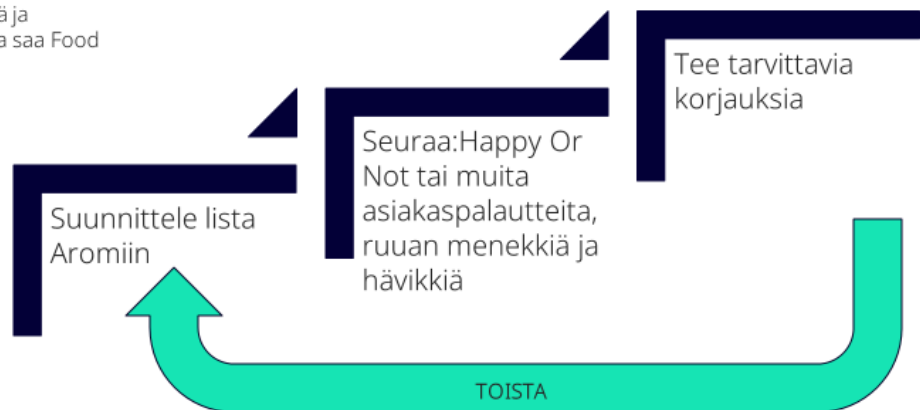 ä ja
a saa Food
Tee tarvittavia
korjauksia
Seuraa:Happy Or
Not tai muita
asiakaspalautteita,
ruuan menekkiä ja
hävikkiä
Suunnittele lista
Aromiin
TOISTA